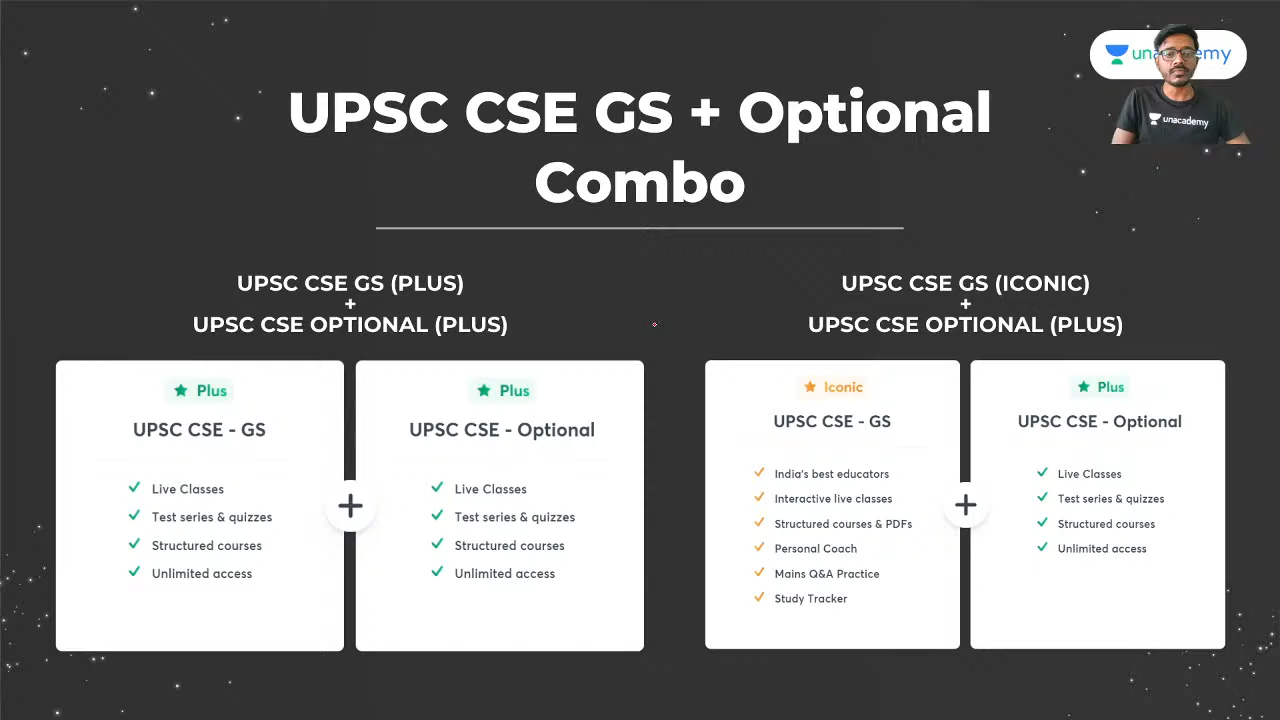 unacademy
unacademy
UPSC CSE GS + Optional
Combo
UPSC CSE GS (PLUS)
+
UPSC CSE OPTIONAL (PLUS)
UPSC CSE GS (ICONIC)
+
UPSC CSE OPTIONAL (PLUS)
Plus
UPSC CSE - GS
Live Classes
Test series & quizzes
Structured courses
Unlimited access
+
Plus
UPSC CSE - Optional
Live Classes
Test series & quizzes
Structured courses
Unlimited access
Iconic
UPSC CSE - GS
India's best educators
Interactive live classes
Structured courses & PDFs
Personal Coach
Mains Q&A Practice
Study Tracker
+
Plus
UPSC CSE - Optional
Live Classes
Test series & quizzes
Structured courses
Unlimited access